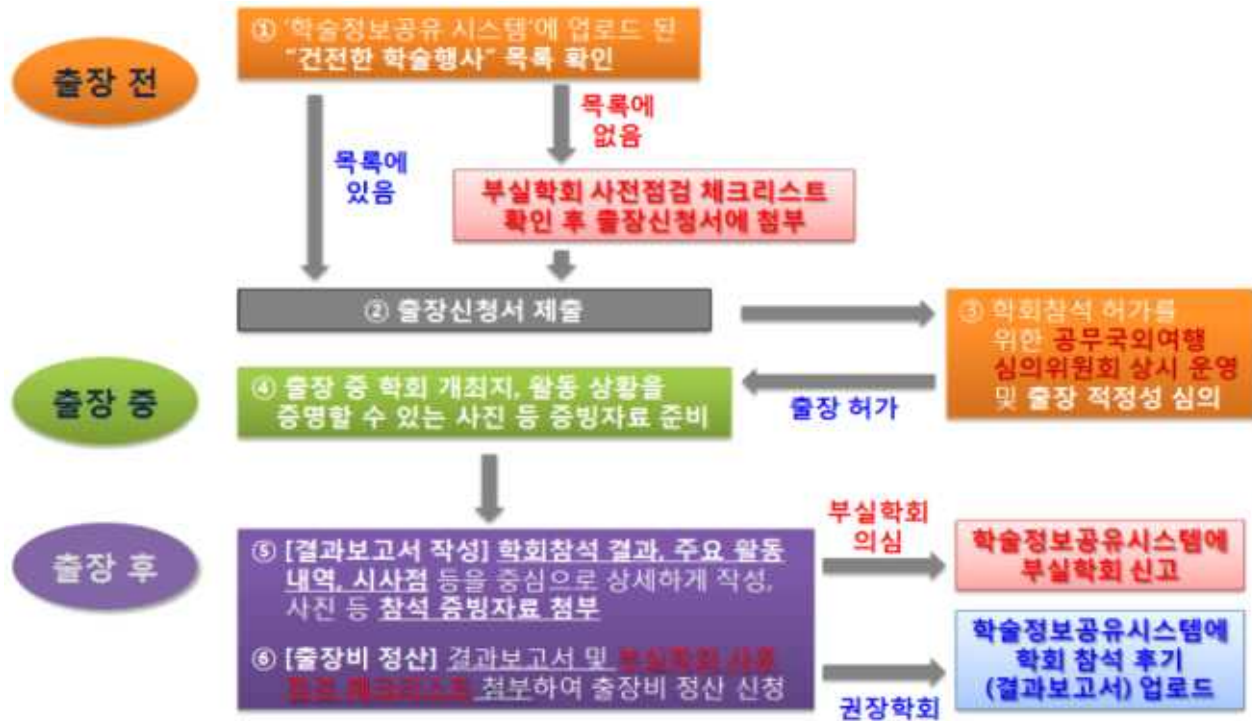 출장 전
① '학술정보공유 시스템'에 업로드 된
"건전한 학술행사" 목록 확인
목록에
없음
목록에
있음
부실학회 사전점검 체크리스트
확인 후 출장신청서에 첨부
② 출장신청서 제출
③ 학회참석 허가를
위한 공무국외여행
심의위원회 상시 운영
및 출장 적정성 심의
출장 중
④ 출장 중 학회 개최지, 활동 상황을
증명할 수 있는 사진 등 증빙자료 준비
출장 허가
출장 후
⑤ [결과보고서 작성] 학회참석 결과, 주요 활동
내역, 시사점 등을 중심으로 상세하게 작성,
사진 등 참석 증빙자료 첨부
⑥ [출장비 정산] 결과보고서 및 부실학회 사후
점검 체크리스트 첨부하여 출장비 정산 신청
부실학회
의심
학술정보공유시스템에
부실학회 신고
권장학회
학술정보공유시스템에
학회 참석 후기
(결과보고서) 업로드